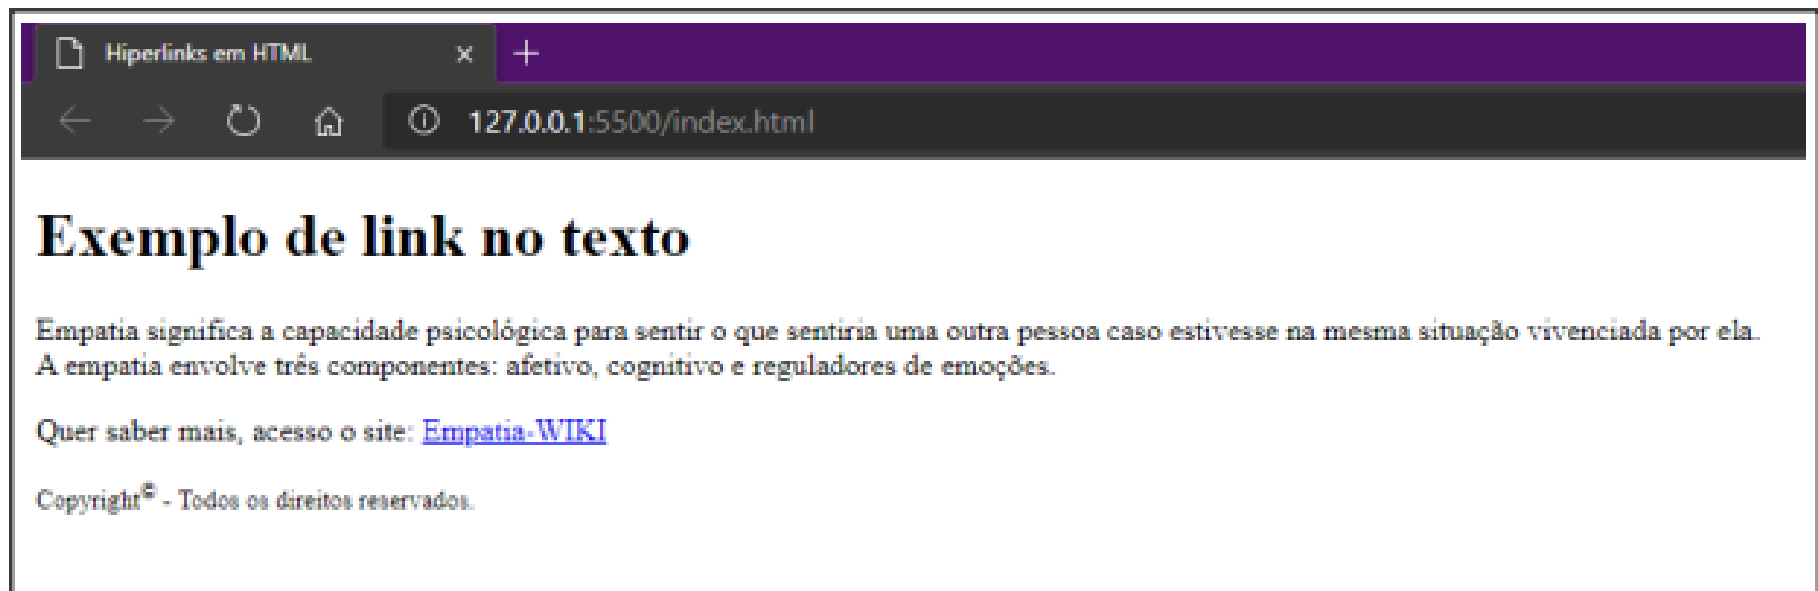 Hiperlinks em HTML
127.0.0.1:5500/index.html
Exemplo de link no texto
Empatia significa a capacidade psicológica para sentir o que sentiria uma outra pessoa caso estivesse na mesma situação vivenciada por ela.
A empatia envolve três componentes: afetivo, cognitivo e reguladores de emoções.
Quer saber mais, acesso o site: Empatia-WIKI
Copyright© - Todos os direitos reservados.